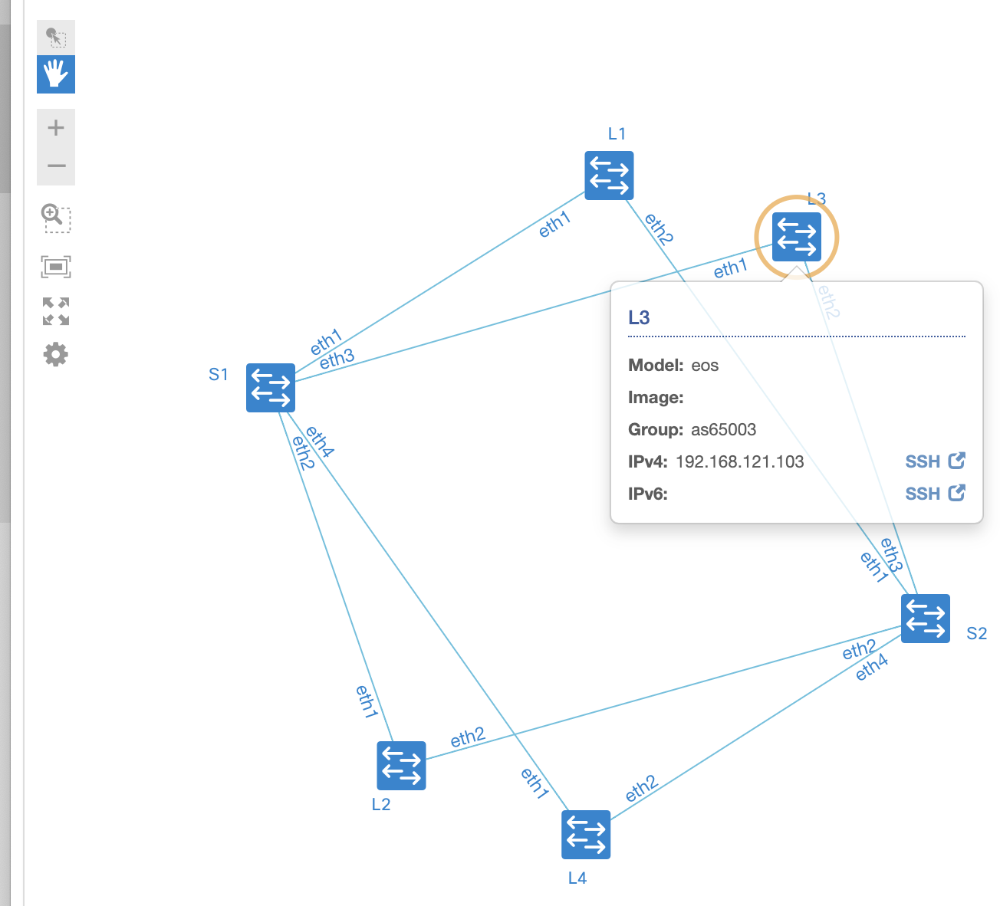 L1
L3
eth1
eth2
eth1
eth2
L3
Model: eos
Image:
Group: as65003
IPv4: 192.168.121.103 SSH
IPv6: SSH
eth1
eth3
S1
eth4
eth2
eth3
eth1
S2
eth2
eth4
eth1
eth2
L2
eth1
eth2
L4